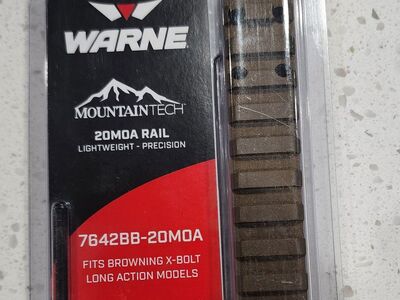 WARNE
MOUNTAINTECH
20MOA RAIL
LIGHTWEIGHT - PRECISION
7642BB-20MOA
FITS BROWNING X-BOLT
LONG ACTION MODELS